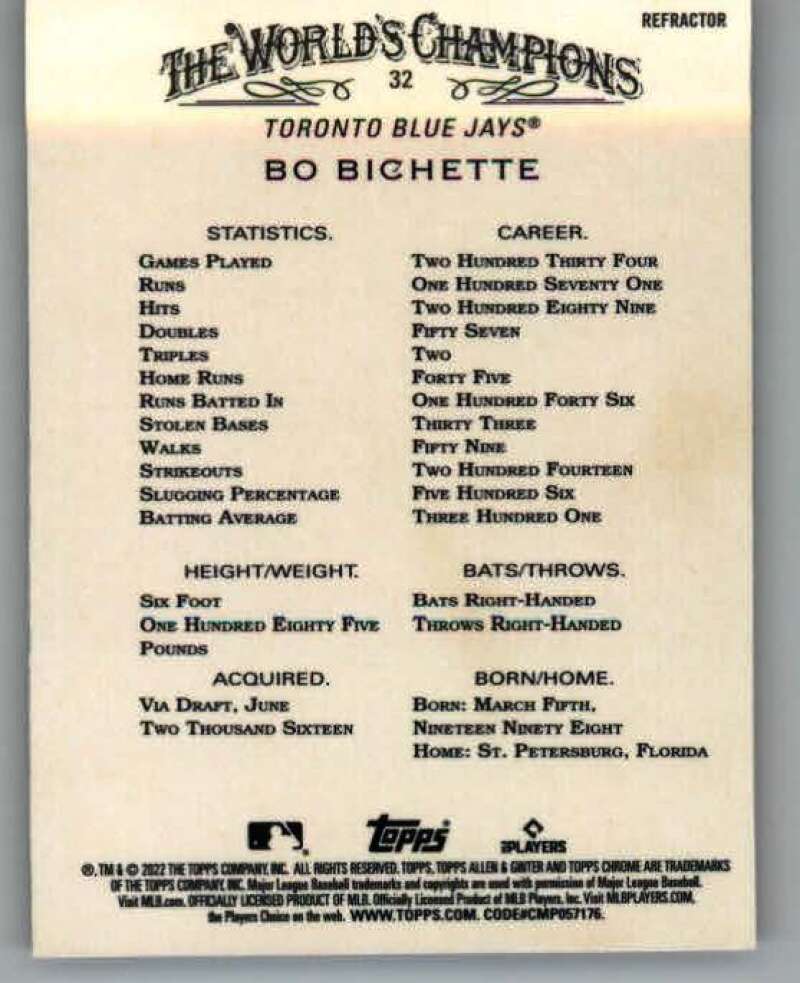 REFRACTOR
THE WORLD'S CHAMPIONS
32
TORONTO BLUE JAYS®
BO BICHETTE
STATISTICS. CAREER.
GAMES PLAYED TWO HUNDRED THIRTY FOUR
RUNS ONE HUNDRED SEVENTY ONE
HITS TWO HUNDRED EIGHTY NINE
DOUBLES FIFTY SEVEN
TRIPLES TWO
HOME RUNS FORTY FIVE
RUNS BATTED IN ONE HUNDRED FORTY SIX
STOLEN BASES THIRTY THREE
WALKS FIFTY NINE
STRIKEOUTS TWO HUNDRED FOURTEEN
SLUGGING PERCENTAGE FIVE HUNDRED SIX
BATTING AVERAGE THREE HUNDRED ONE
HEIGHT/WEIGHT.
SIX FOOT
ONE HUNDRED EIGHTY FIVE
POUNDS
BATS/THROWS.
BATS RIGHT-HANDED
THROWS RIGHT-HANDED
ACQUIRED.
VIA DRAFT, JUNE
TWO THOUSAND SIXTEEN
BORN/HOME.
BORN: MARCH FIFTH,
NINETEEN NINETY EIGHT
HOME: ST. PETERSBURG, FLORIDA
Topps
PLAYERS
®, TM & © 2022 THE TOPPS COMPANY, INC. ALL RIGHTS RESERVED. TOPPS, TOPPS ALLEN & GINTER AND TOPPS CHROME ARE TRADEMARKS
OF THE TOPPS COMPANY, INC. Major League Baseball trademarks and copyrights are used with permission of Major League Baseball.
Visit MLB.com. OFFICIALLY LICENSED PRODUCT OF MLB. Officially Licensed Product of MLB Players, Inc. Visit MLBPLAYERS.COM,
the Players Choice on the web. WWW.TOPPS.COM. CODE#CMP057176.